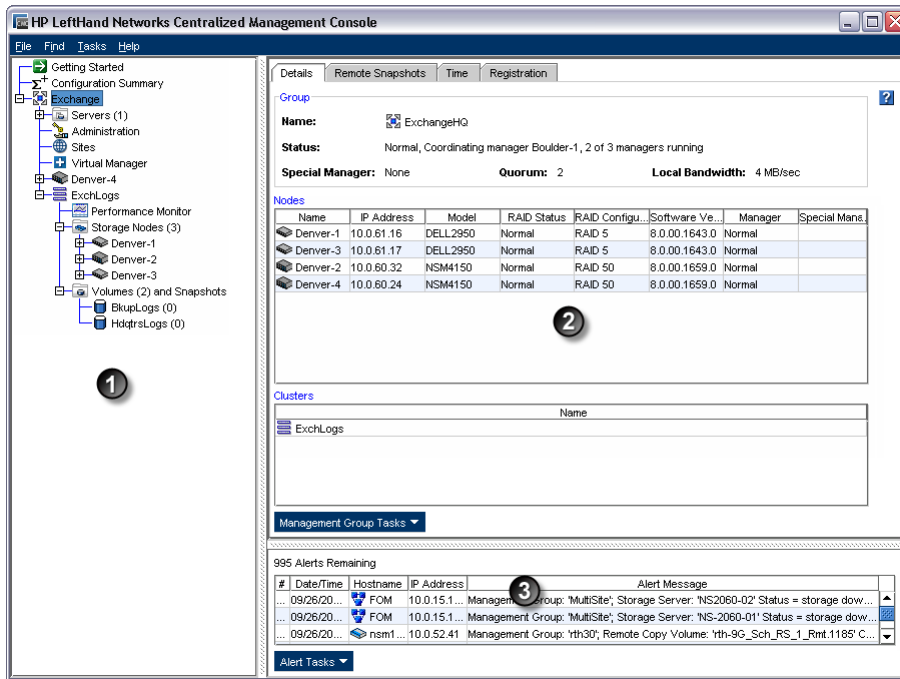 HP LeftHand Networks Centralized Management Console
File Find Tasks Help
Getting Started
Configuration Summary
Exchange
Servers (1)
Administration
Sites
Virtual Manager
Denver-4
ExchLogs
Performance Monitor
Storage Nodes (3)
Denver-1
Denver-2
Denver-3
Volumes (2) and Snapshots
BkupLogs (0)
HdqtrsLogs (0)
1
Details Remote Snapshots Time Registration
Group
?
Name: ExchangeHQ
Status: Normal, Coordinating manager Boulder-1, 2 of 3 managers running
Special Manager: None Quorum: 2 Local Bandwidth: 4 MB/sec
Nodes
Name IP Address Model RAID Status RAID Configu... Software Ve... Manager Special Mana...
Denver-1 10.0.61.16 DELL2950 Normal RAID 5 8.0.00.1643.0 Normal
Denver-3 10.0.61.17 DELL2950 Normal RAID 5 8.0.00.1643.0 Normal
Denver-2 10.0.60.32 NSM4150 Normal RAID 50 8.0.00.1659.0 Normal
Denver-4 10.0.60.24 NSM4150 Normal RAID 50 8.0.00.1659.0 Normal
2
Clusters
Name
ExchLogs
Management Group Tasks
995 Alerts Remaining
# Date/Time Hostname IP Address Alert Message
3
... 09/26/20... FOM 10.0.15.1... Management Group: 'MultiSite'; Storage Server: 'NS2060-02' Status = storage dow...
... 09/26/20... FOM 10.0.15.1... Management Group: 'MultiSite'; Storage Server: 'NS-2060-01' Status = storage dow...
... 09/26/20... nsm1... 10.0.52.41 Management Group: 'rth30'; Remote Copy Volume: 'rth-9G_Sch_RS_1_Rmt.1185' C...
Alert Tasks